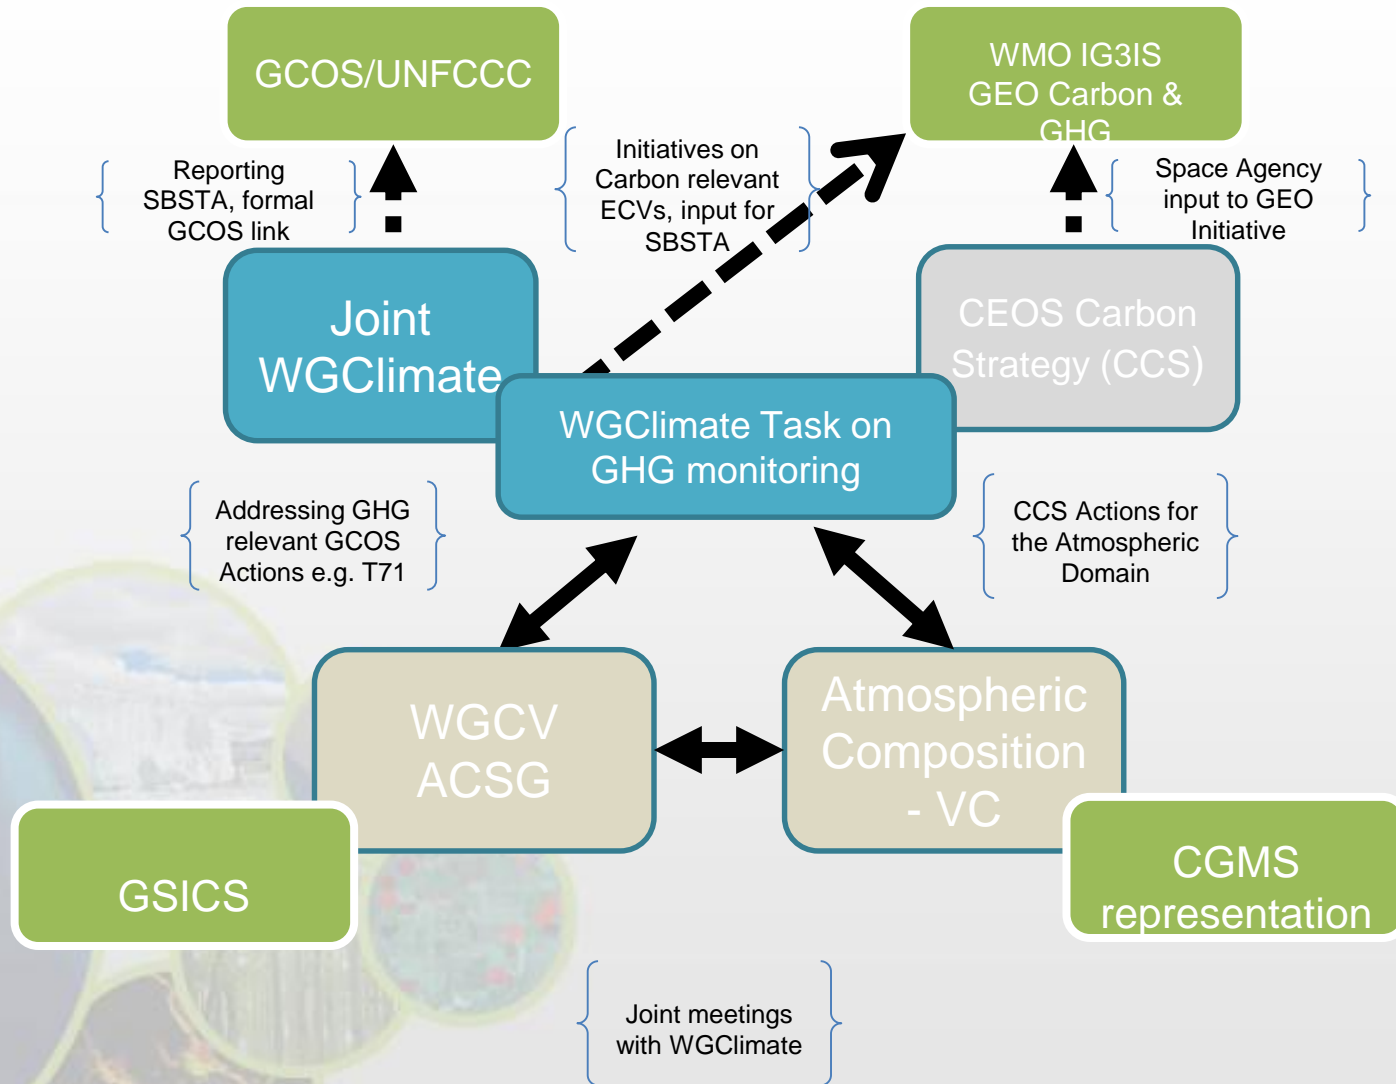 GCOS/UNFCCC
WMO IG3IS
GEO Carbon &
GHG
Reporting
SBSTA, formal
GCOS link
Initiatives on
Carbon relevant
ECVs, input for
SBSTA
Space Agency
input to GEO
Initiative
Joint
WGClimate
CEOS Carbon
Strategy (CCS)
WGClimate Task on
GHG monitoring
Addressing GHG
relevant GCOS
Actions e.g. T71
CCS Actions for
the Atmospheric
Domain
WGCV
ACSG
Atmospheric
Composition
- VC
GSICS
CGMS
representation
Joint meetings
with WGClimate